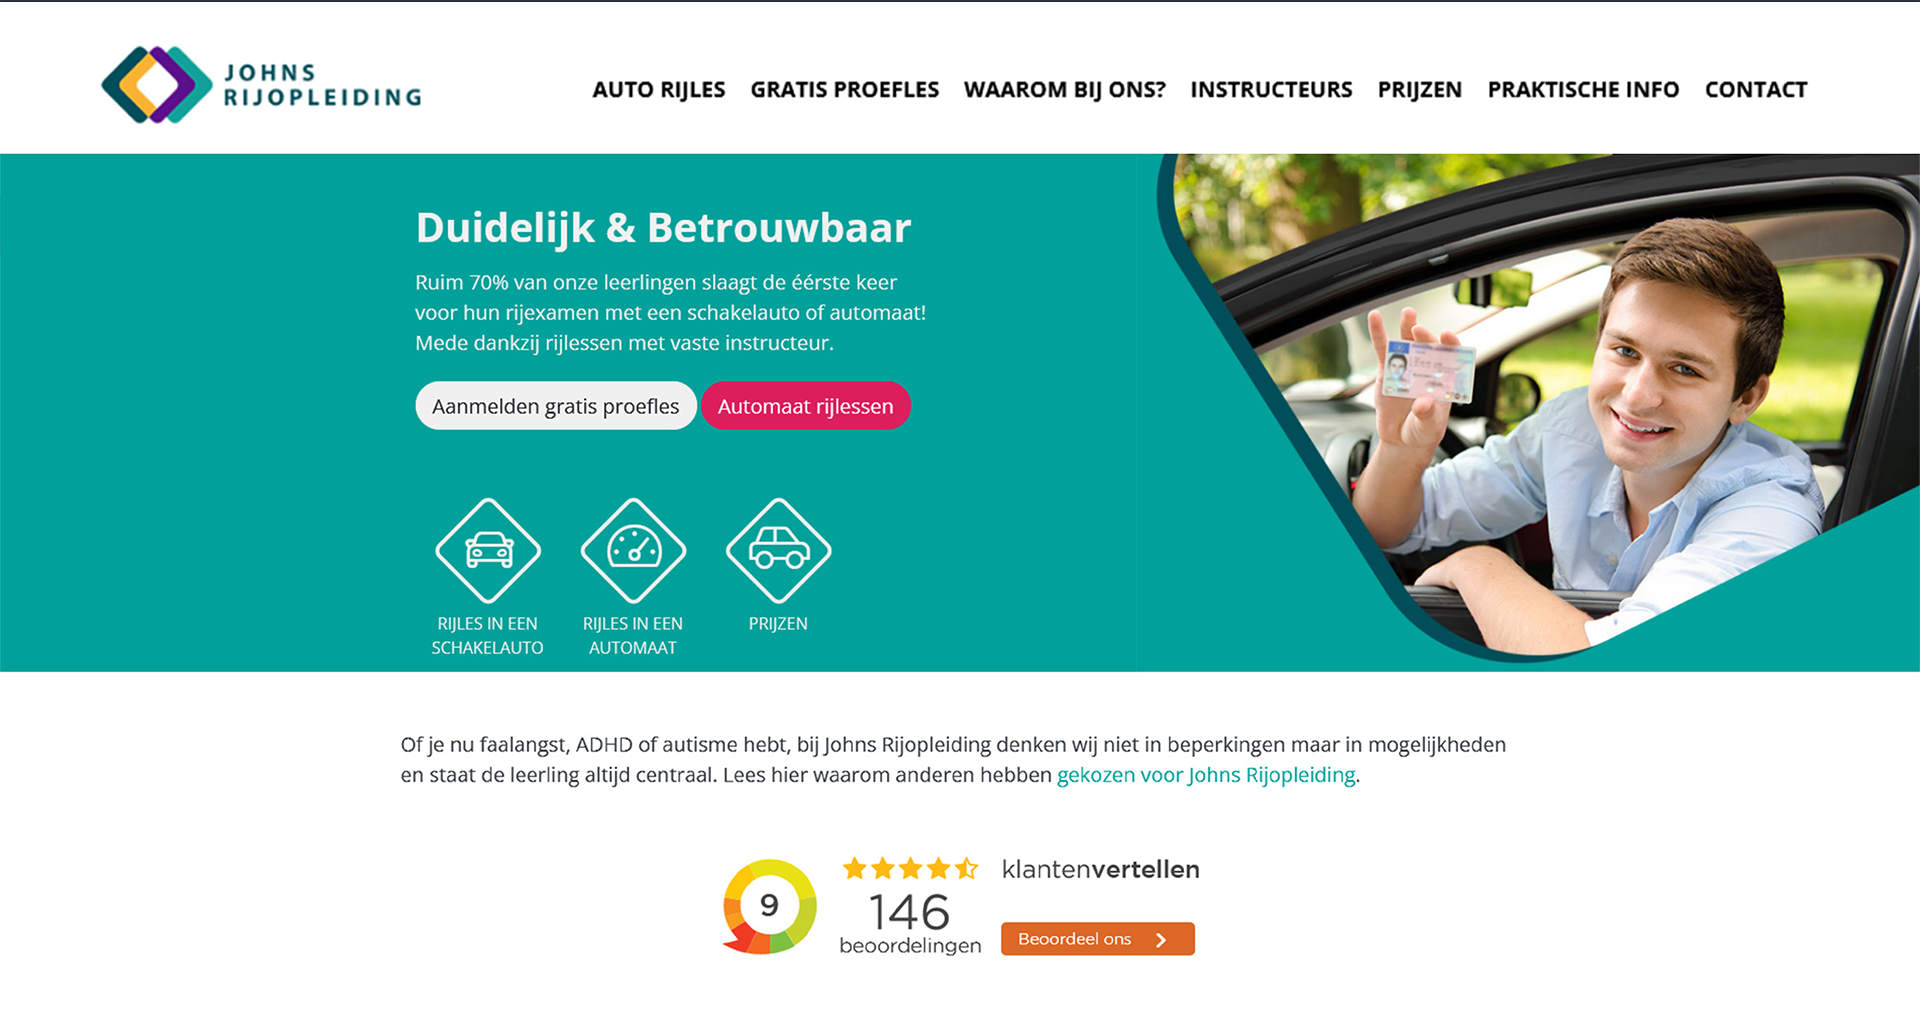 JOHNS
RIJOPLEIDING
AUTO RIJLES GRATIS PROEFLES WAAROM BIJ ONS? INSTRUCTEURS PRIJZEN PRAKTISCHE INFO CONTACT
Duidelijk & Betrouwbaar
Ruim 70% van onze leerlingen slaagt de éérste keer
voor hun rijexamen met een schakelauto of automaat!
Mede dankzij rijlessen met vaste instructeur.
Aanmelden gratis proefles Automaat rijlessen
RIJLES IN EEN
SCHAKELAUTO
RIJLES IN EEN
AUTOMAAT
PRIJZEN
Of je nu faalangst, ADHD of autisme hebt, bij Johns Rijopleiding denken wij niet in beperkingen maar in mogelijkheden
en staat de leerling altijd centraal. Lees hier waarom anderen hebben gekozen voor Johns Rijopleiding.
9
146
beoordelingen
klantenvertellen
Beoordeel ons